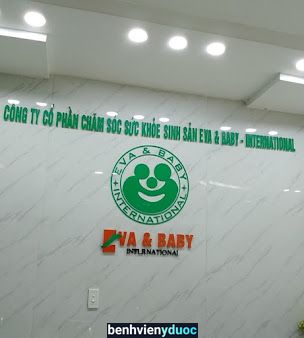 CÔNG TY CỔ PHẦN CHĂM SÓC SỨC KHỎE SINH SẢN EVA & BABY - INTERNATIONAL
EVA & BABY
INTERNATIONAL
EVA & BABY
INTERNATIONAL
benhvienyduoc